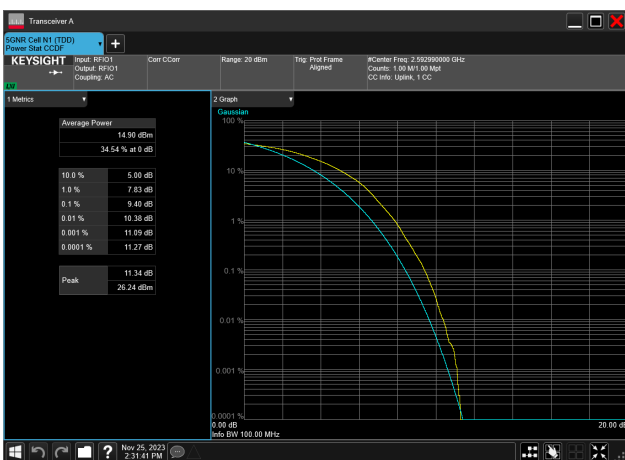 Transceiver A
5GNR Cell N1 (TDD)
Power Stat CCDF
+
KEYSIGHT
Input: RFIO1
Output: RFIO1
Coupling: AC
Corr CCorr
Range: 20 dBm
Trig: Prot Frame
Aligned
#Center Freq: 2.592990000 GHz
Counts: 1.00 M/1.00 Mpt
CC Info: Uplink, 1 CC
1 Metrics
Average Power
14.90 dBm
34.54 % at 0 dB
10.0 % 5.00 dB
1.0 % 7.83 dB
0.1 % 9.40 dB
0.01 % 10.38 dB
0.001 % 11.09 dB
0.0001 % 11.27 dB
Peak
11.34 dB
26.24 dBm
2 Graph
Gaussian
100 %
10 %
1 %
0.1 %
0.01 %
0.001 %
0.0001 %
0.00 dB 20.00 dB
Info BW 100.00 MHz
? Nov 25, 2023
2:31:41 PM